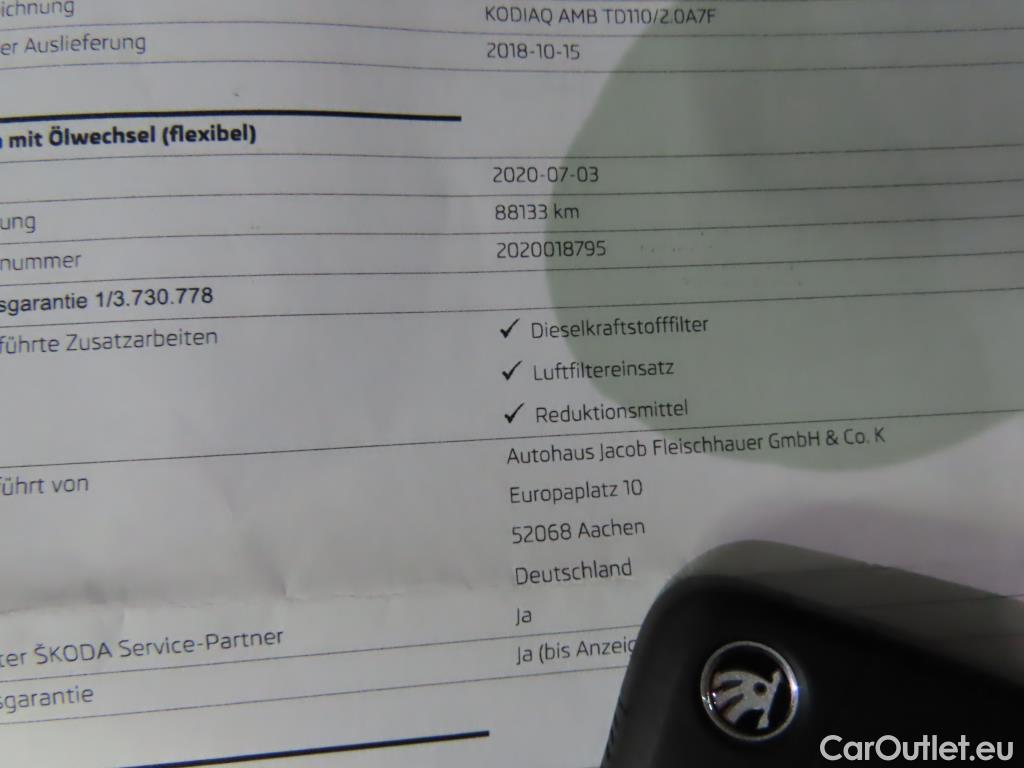 ichnung
KODIAQ AMB TD110/2.0A7F
er Auslieferung
2018-10-15
mit Ölwechsel (flexibel)
2020-07-03
ung
88133 km
nummer
2020018795
sgarantie 1/3.730.778
führte Zusatzarbeiten
✓ Dieselkraftstofffilter
✓ Luftfiltereinsatz
✓ Reduktionsmittel
führt von
Autohaus Jacob Fleischhauer GmbH & Co. K
Europaplatz 10
52068 Aachen
Deutschland
ter ŠKODA Service-Partner
Ja
sgarantie
Ja (bis Anzeig
CarOutlet.eu